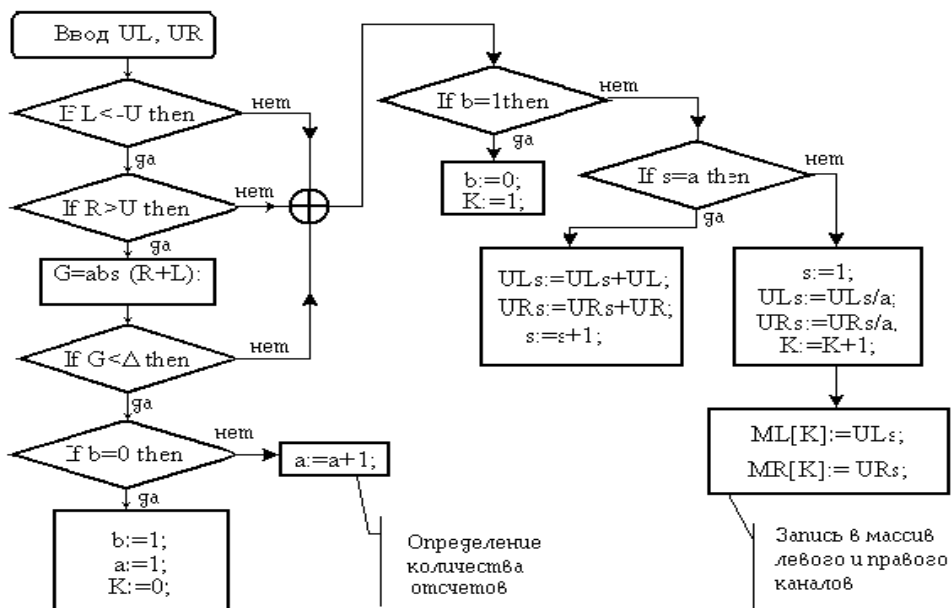 Ввод UL, UR
If L<-U then
нет
да
If R>U then
нет
да
G=abs (R+L):
If G<Δ then
нет
да
If b=0 then
нет
да
a:=a+1;
b:=1;
a:=1;
K:=0;
Определение
количества
отсчетов
If b=1then
нет
да
b:=0;
K:=1;
If s=a then
нет
да
ULs:=ULs+UL;
URs:=URs+UR;
s:=s+1;
s:=1;
ULs:=ULs/a;
URs:=URs/a,
K:=K+1;
ML[K]:=ULs;
MR[K]:= URs;
Запись в массив
левого и правого
каналов